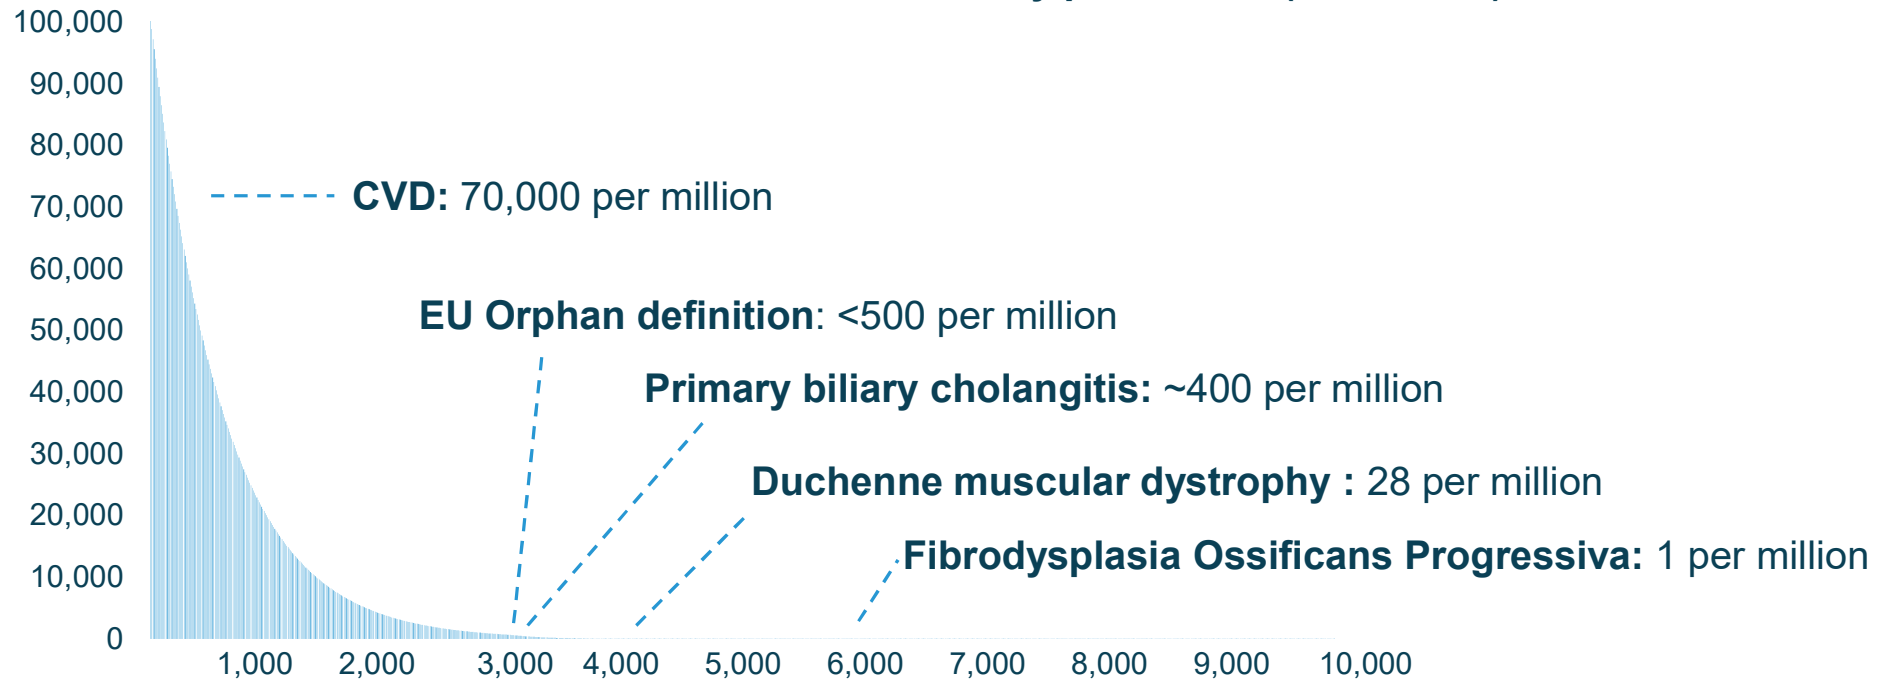 100,000
90,000
80,000
70,000
60,000
50,000
40,000
30,000
20,000
10,000
0
CVD: 70,000 per million
EU Orphan definition: <500 per million
Primary biliary cholangitis: ~400 per million
Duchenne muscular dystrophy : 28 per million
Fibrodysplasia Ossificans Progressiva: 1 per million
1,000 2,000 3,000 4,000 5,000 6,000 7,000 8,000 9,000 10,000